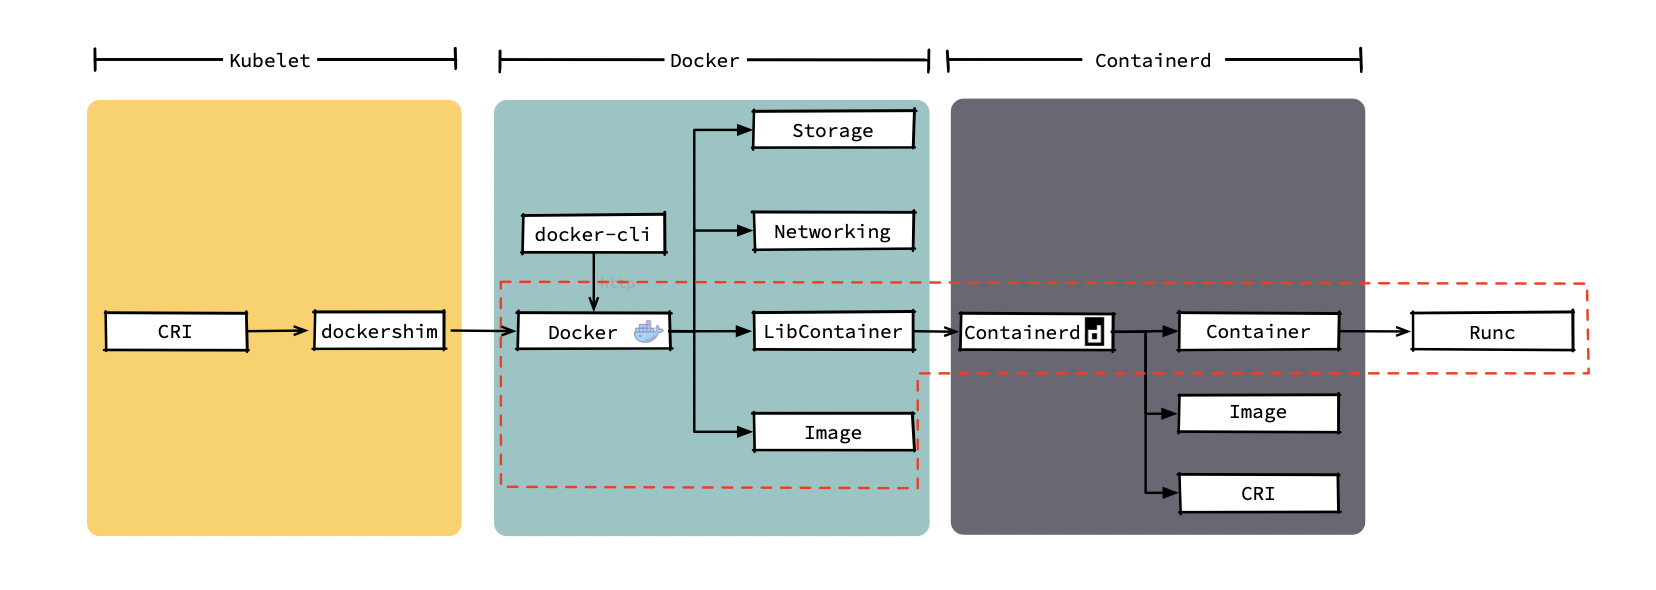 Kubelet
Docker
Containerd
Storage
docker-cli
Networking
http
CRI
dockershim
Docker
LibContainer
Containerd
Container
Runc
Image
Image
CRI